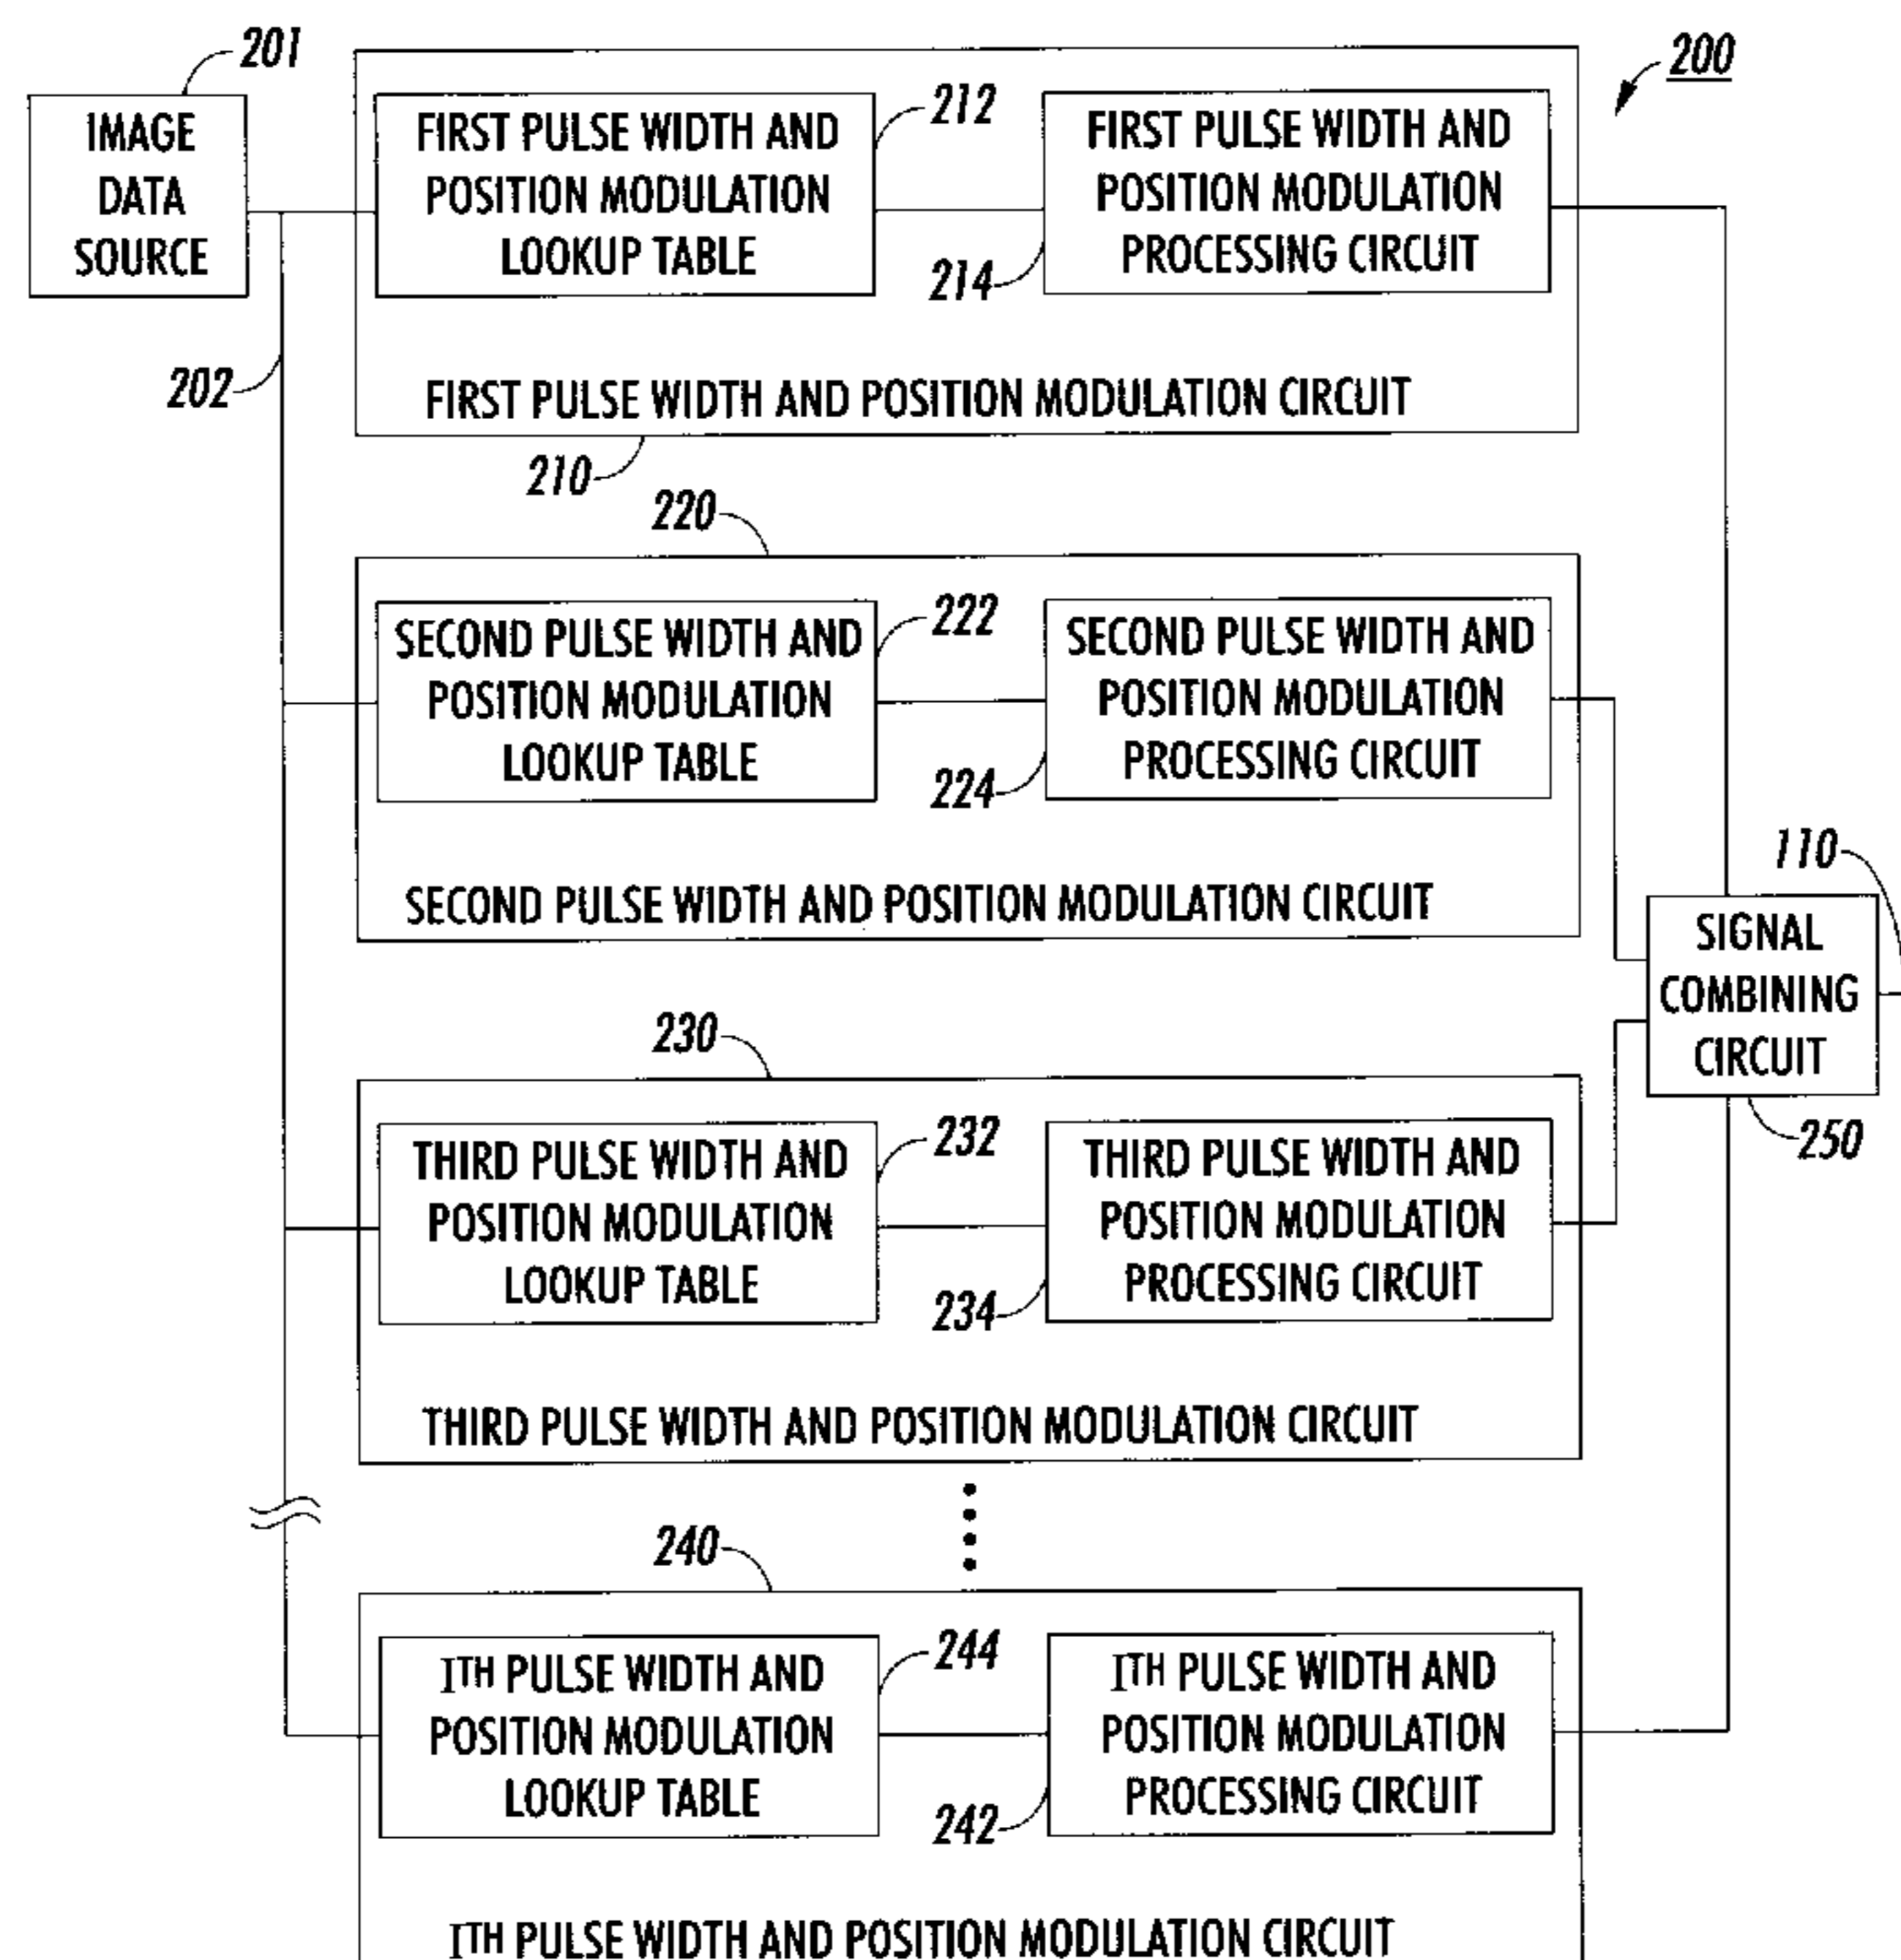 201
200
IMAGE
DATA
SOURCE
FIRST PULSE WIDTH AND
POSITION MODULATION
LOOKUP TABLE
212
214
FIRST PULSE WIDTH AND
POSITION MODULATION
PROCESSING CIRCUIT
202
FIRST PULSE WIDTH AND POSITION MODULATION CIRCUIT
210
220
SECOND PULSE WIDTH AND
POSITION MODULATION
LOOKUP TABLE
222
224
SECOND PULSE WIDTH AND
POSITION MODULATION
PROCESSING CIRCUIT
SECOND PULSE WIDTH AND POSITION MODULATION CIRCUIT
110
SIGNAL
COMBINING
CIRCUIT
250
230
THIRD PULSE WIDTH AND
POSITION MODULATION
LOOKUP TABLE
232
234
THIRD PULSE WIDTH AND
POSITION MODULATION
PROCESSING CIRCUIT
THIRD PULSE WIDTH AND POSITION MODULATION CIRCUIT
240
ITH PULSE WIDTH AND
POSITION MODULATION
LOOKUP TABLE
244
242
ITH PULSE WIDTH AND
POSITION MODULATION
PROCESSING CIRCUIT
ITH PULSE WIDTH AND POSITION MODULATION CIRCUIT